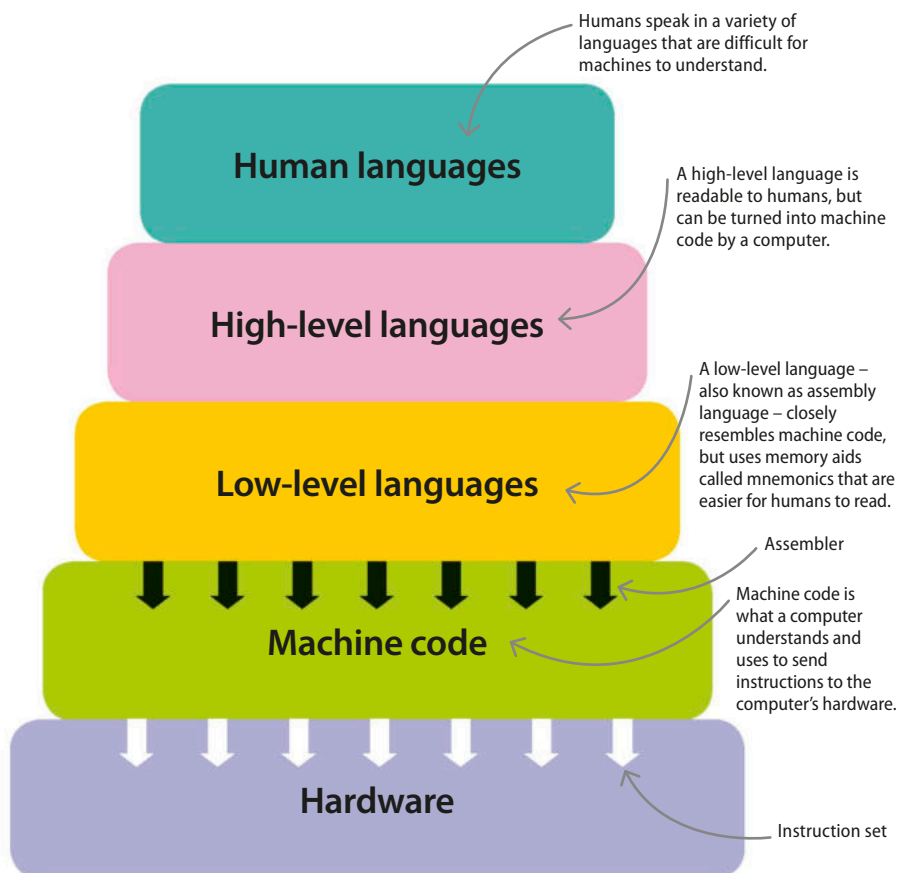 Humans speak in a variety of
languages that are difficult for
machines to understand.
Human languages
A high-level language is
readable to humans, but
can be turned into machine
code by a computer.
High-level languages
A low-level language –
also known as assembly
language – closely
resembles machine code,
but uses memory aids
called mnemonics that are
easier for humans to read.
Low-level languages
Assembler
Machine code is
what a computer
understands and
uses to send
instructions to the
computer’s hardware.
Machine code
Hardware
Instruction set